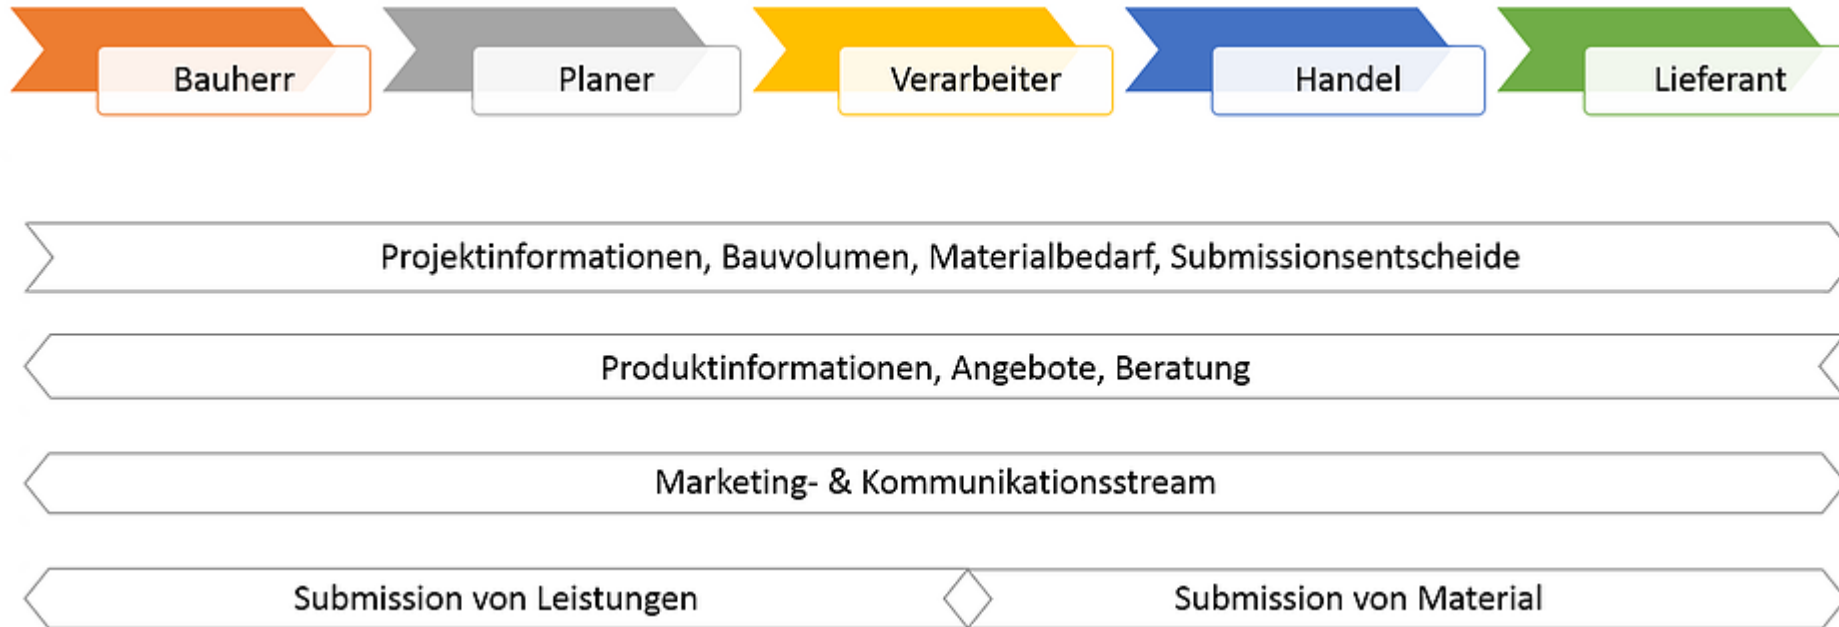 Bauherr
Planer
Verarbeiter
Handel
Lieferant
Projektinformationen, Bauvolumen, Materialbedarf, Submissionsentscheide
Produktinformationen, Angebote, Beratung
Marketing- & Kommunikationsstream
Submission von Leistungen
Submission von Material